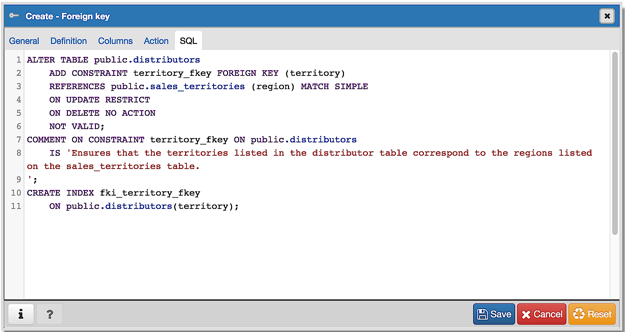 Create - Foreign key
General Definition Columns Action SQL
1 ALTER TABLE public.distributors
2 ADD CONSTRAINT territory_fkey FOREIGN KEY (territory)
3 REFERENCES public.sales_territories (region) MATCH SIMPLE
4 ON UPDATE RESTRICT
5 ON DELETE NO ACTION
6 NOT VALID;
7 COMMENT ON CONSTRAINT territory_fkey ON public.distributors
8 IS 'Ensures that the territories listed in the distributor table correspond to the regions listed
on the sales_territories table.
9 ';
10 CREATE INDEX fki_territory_fkey
11 ON public.distributors(territory);
i ? Save Cancel Reset